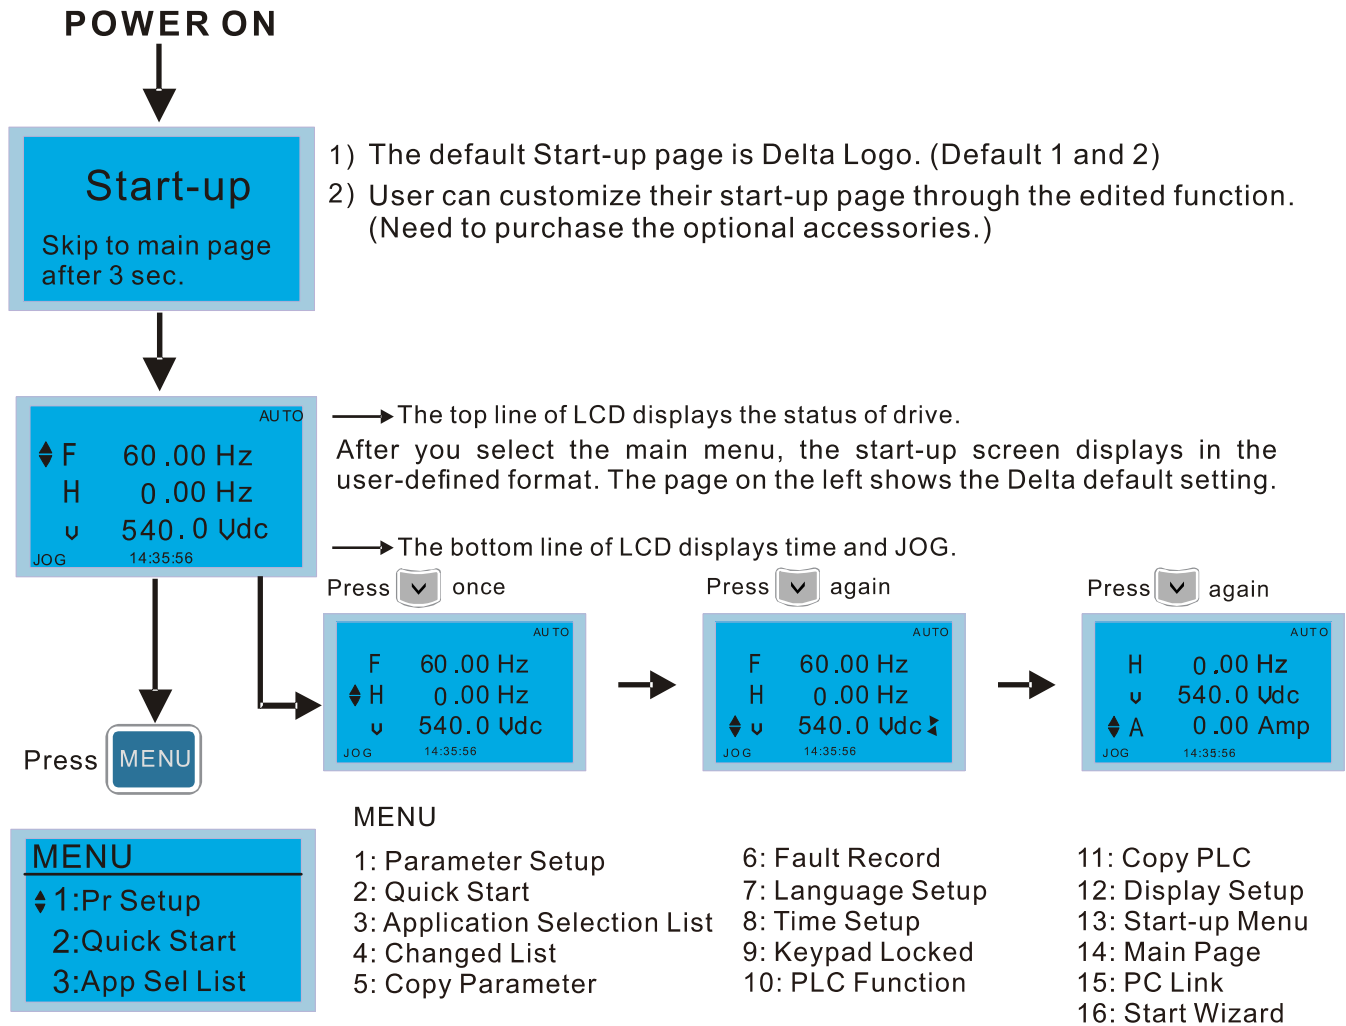 POWER ON
Start-up
Skip to main page
after 3 sec.
1) The default Start-up page is Delta Logo. (Default 1 and 2)
2) User can customize their start-up page through the edited function.
(Need to purchase the optional accessories.)
AUTO
F 60.00 Hz
H 0.00 Hz
v 540.0 Vdc
JOG 14:35:56
The top line of LCD displays the status of drive.
After you select the main menu, the start-up screen displays in the
user-defined format. The page on the left shows the Delta default setting.
The bottom line of LCD displays time and JOG.
Press once
AUTO
F 60.00 Hz
H 0.00 Hz
v 540.0 Vdc
JOG 14:35:56
Press again
AUTO
F 60.00 Hz
H 0.00 Hz
v 540.0 Vdc
JOG 14:35:56
Press again
AUTO
H 0.00 Hz
v 540.0 Vdc
A 0.00 Amp
JOG 14:35:56
Press MENU
MENU
1:Pr Setup
2:Quick Start
3:App Sel List
MENU
1: Parameter Setup
2: Quick Start
3: Application Selection List
4: Changed List
5: Copy Parameter
6: Fault Record
7: Language Setup
8: Time Setup
9: Keypad Locked
10: PLC Function
11: Copy PLC
12: Display Setup
13: Start-up Menu
14: Main Page
15: PC Link
16: Start Wizard